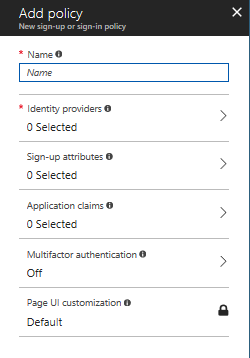 Add policy
New sign-up or sign-in policy
* Name
Name
* Identity providers
0 Selected
Sign-up attributes
0 Selected
Application claims
0 Selected
Multifactor authentication
Off
Page UI customization
Default